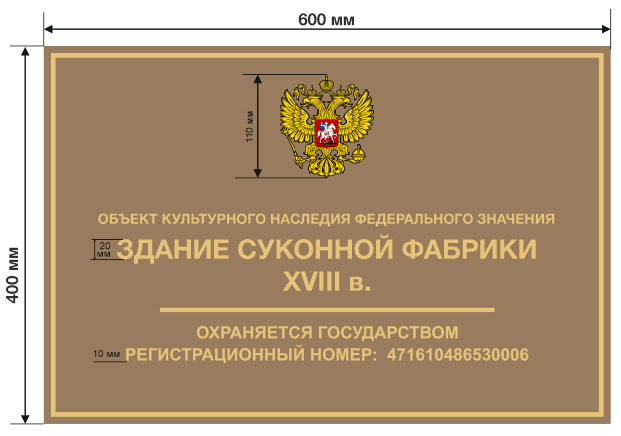 600 мм
400 мм
110 мм
ОБЪЕКТ КУЛЬТУРНОГО НАСЛЕДИЯ ФЕДЕРАЛЬНОГО ЗНАЧЕНИЯ
20 мм
ЗДАНИЕ СУКОННОЙ ФАБРИКИ
XVIII в.
ОХРАНЯЕТСЯ ГОСУДАРСТВОМ
10 мм
РЕГИСТРАЦИОННЫЙ НОМЕР: 471610486530006